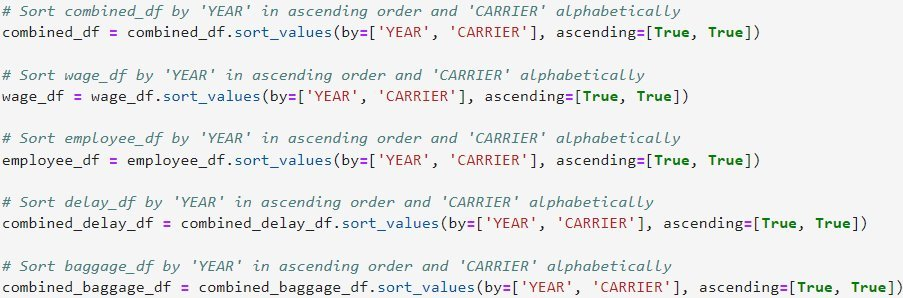 # Sort combined_df by 'YEAR' in ascending order and 'CARRIER' alphabetically
combined_df = combined_df.sort_values(by=['YEAR', 'CARRIER'], ascending=[True, True])
# Sort wage_df by 'YEAR' in ascending order and 'CARRIER' alphabetically
wage_df = wage_df.sort_values(by=['YEAR', 'CARRIER'], ascending=[True, True])
# Sort employee_df by 'YEAR' in ascending order and 'CARRIER' alphabetically
employee_df = employee_df.sort_values(by=['YEAR', 'CARRIER'], ascending=[True, True])
# Sort delay_df by 'YEAR' in ascending order and 'CARRIER' alphabetically
combined_delay_df = combined_delay_df.sort_values(by=['YEAR', 'CARRIER'], ascending=[True, True])
# Sort baggage_df by 'YEAR' in ascending order and 'CARRIER' alphabetically
combined_baggage_df = combined_baggage_df.sort_values(by=['YEAR', 'CARRIER'], ascending=[True, True])